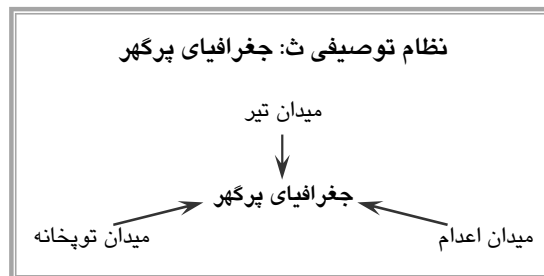 نظام توصیفی ث: جغرافیای پرگهر
میدان تیر
جغرافیای پرگهر
میدان اعدام
میدان توپخانه